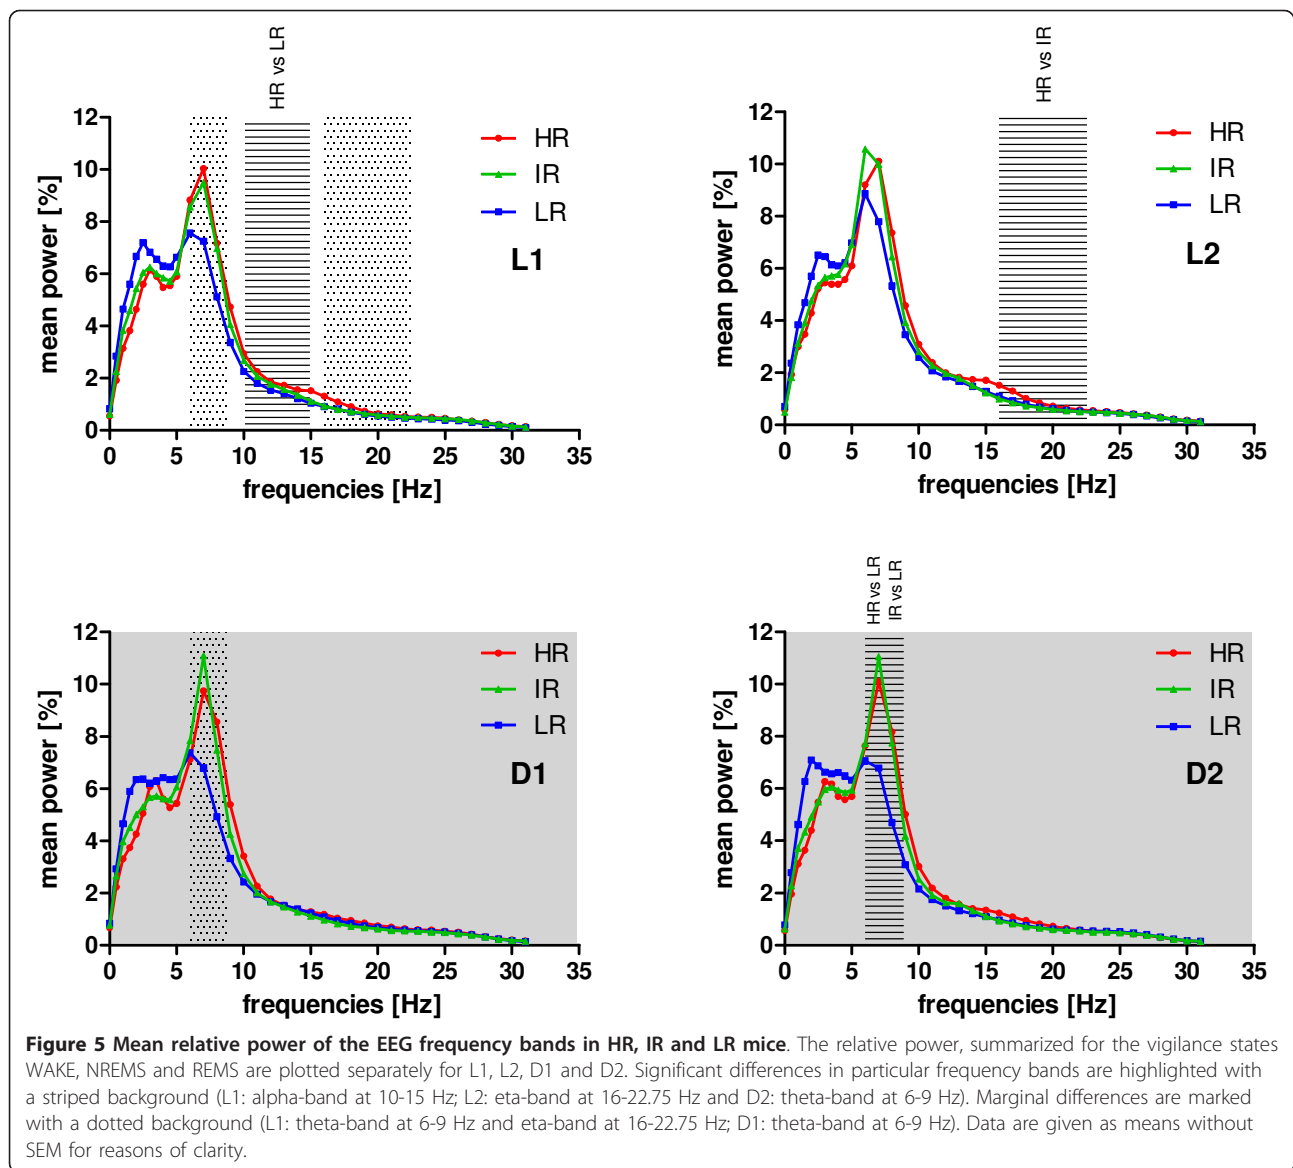 HR vs LR
12
10
8
6
4
2
0
mean power [%]
0 5 10 15 20 25 30 35
frequencies [Hz]
HR
IR
LR
L1
HR vs IR
12
10
8
6
4
2
0
mean power [%]
0 5 10 15 20 25 30 35
frequencies [Hz]
HR
IR
LR
L2
12
10
8
6
4
2
0
mean power [%]
0 5 10 15 20 25 30 35
frequencies [Hz]
HR
IR
LR
D1
HR vs LR
IR vs LR
12
10
8
6
4
2
0
mean power [%]
0 5 10 15 20 25 30 35
frequencies [Hz]
HR
IR
LR
D2
Figure 5 Mean relative power of the EEG frequency bands in HR, IR and LR mice. The relative power, summarized for the vigilance states
WAKE, NREMS and REMS are plotted separately for L1, L2, D1 and D2. Significant differences in particular frequency bands are highlighted with
a striped background (L1: alpha-band at 10-15 Hz; L2: eta-band at 16-22.75 Hz and D2: theta-band at 6-9 Hz). Marginal differences are marked
with a dotted background (L1: theta-band at 6-9 Hz and eta-band at 16-22.75 Hz; D1: theta-band at 6-9 Hz). Data are given as means without
SEM for reasons of clarity.